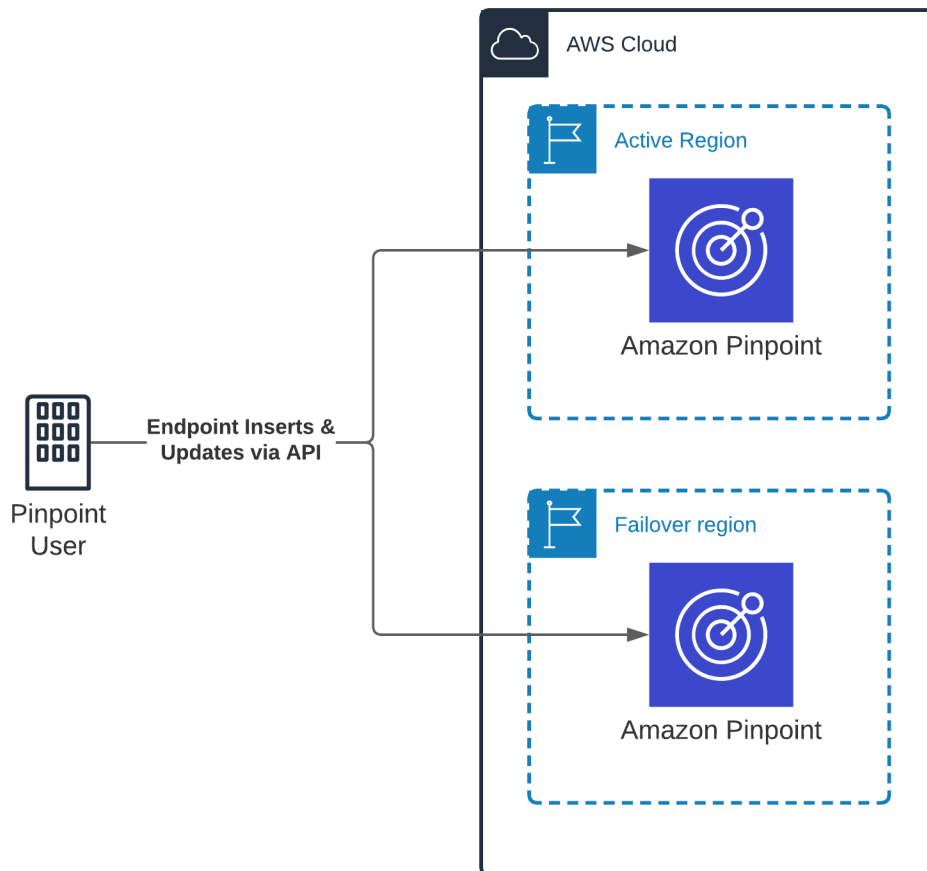 AWS Cloud
Active Region
Amazon Pinpoint
Endpoint Inserts &
Updates via API
Pinpoint
User
Failover region
Amazon Pinpoint